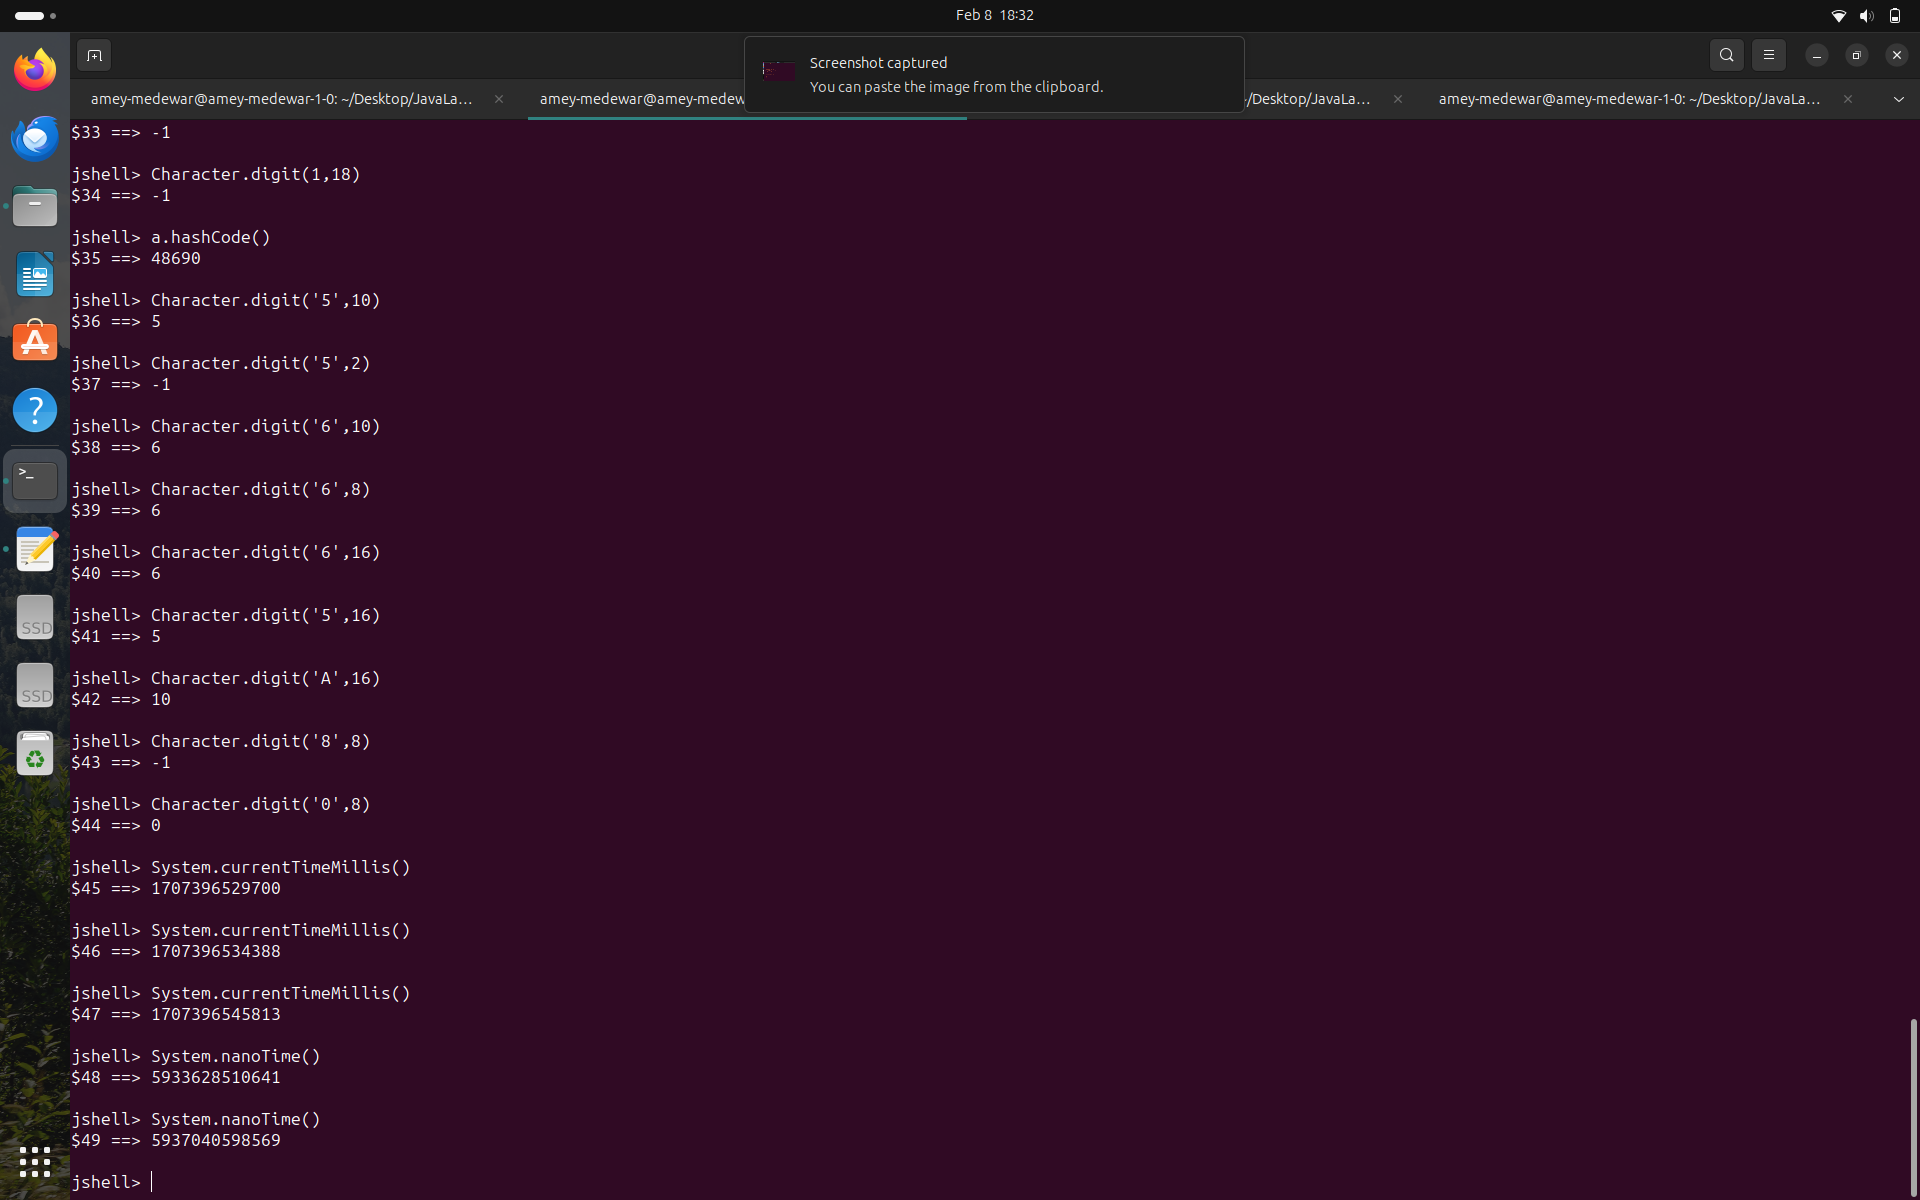 Feb 8 18:32
Screenshot captured
You can paste the image from the clipboard.
amey-medewar@amey-medewar-1-0: ~/Desktop/JavaLa...
amey-medewar@amey-medew
~/Desktop/JavaLa...
amey-medewar@amey-medewar-1-0: ~/Desktop/JavaLa...
$33 ==> -1
jshell> Character.digit(1,18)
$34 ==> -1
jshell> a.hashCode()
$35 ==> 48690
jshell> Character.digit('5',10)
$36 ==> 5
jshell> Character.digit('5',2)
$37 ==> -1
jshell> Character.digit('6',10)
$38 ==> 6
jshell> Character.digit('6',8)
$39 ==> 6
jshell> Character.digit('6',16)
$40 ==> 6
jshell> Character.digit('5',16)
$41 ==> 5
jshell> Character.digit('A',16)
$42 ==> 10
jshell> Character.digit('8',8)
$43 ==> -1
jshell> Character.digit('0',8)
$44 ==> 0
jshell> System.currentTimeMillis()
$45 ==> 1707396529700
jshell> System.currentTimeMillis()
$46 ==> 1707396534388
jshell> System.currentTimeMillis()
$47 ==> 1707396545813
jshell> System.nanoTime()
$48 ==> 5933628510641
jshell> System.nanoTime()
$49 ==> 5937040598569
jshell>
>_
SSD
SSD